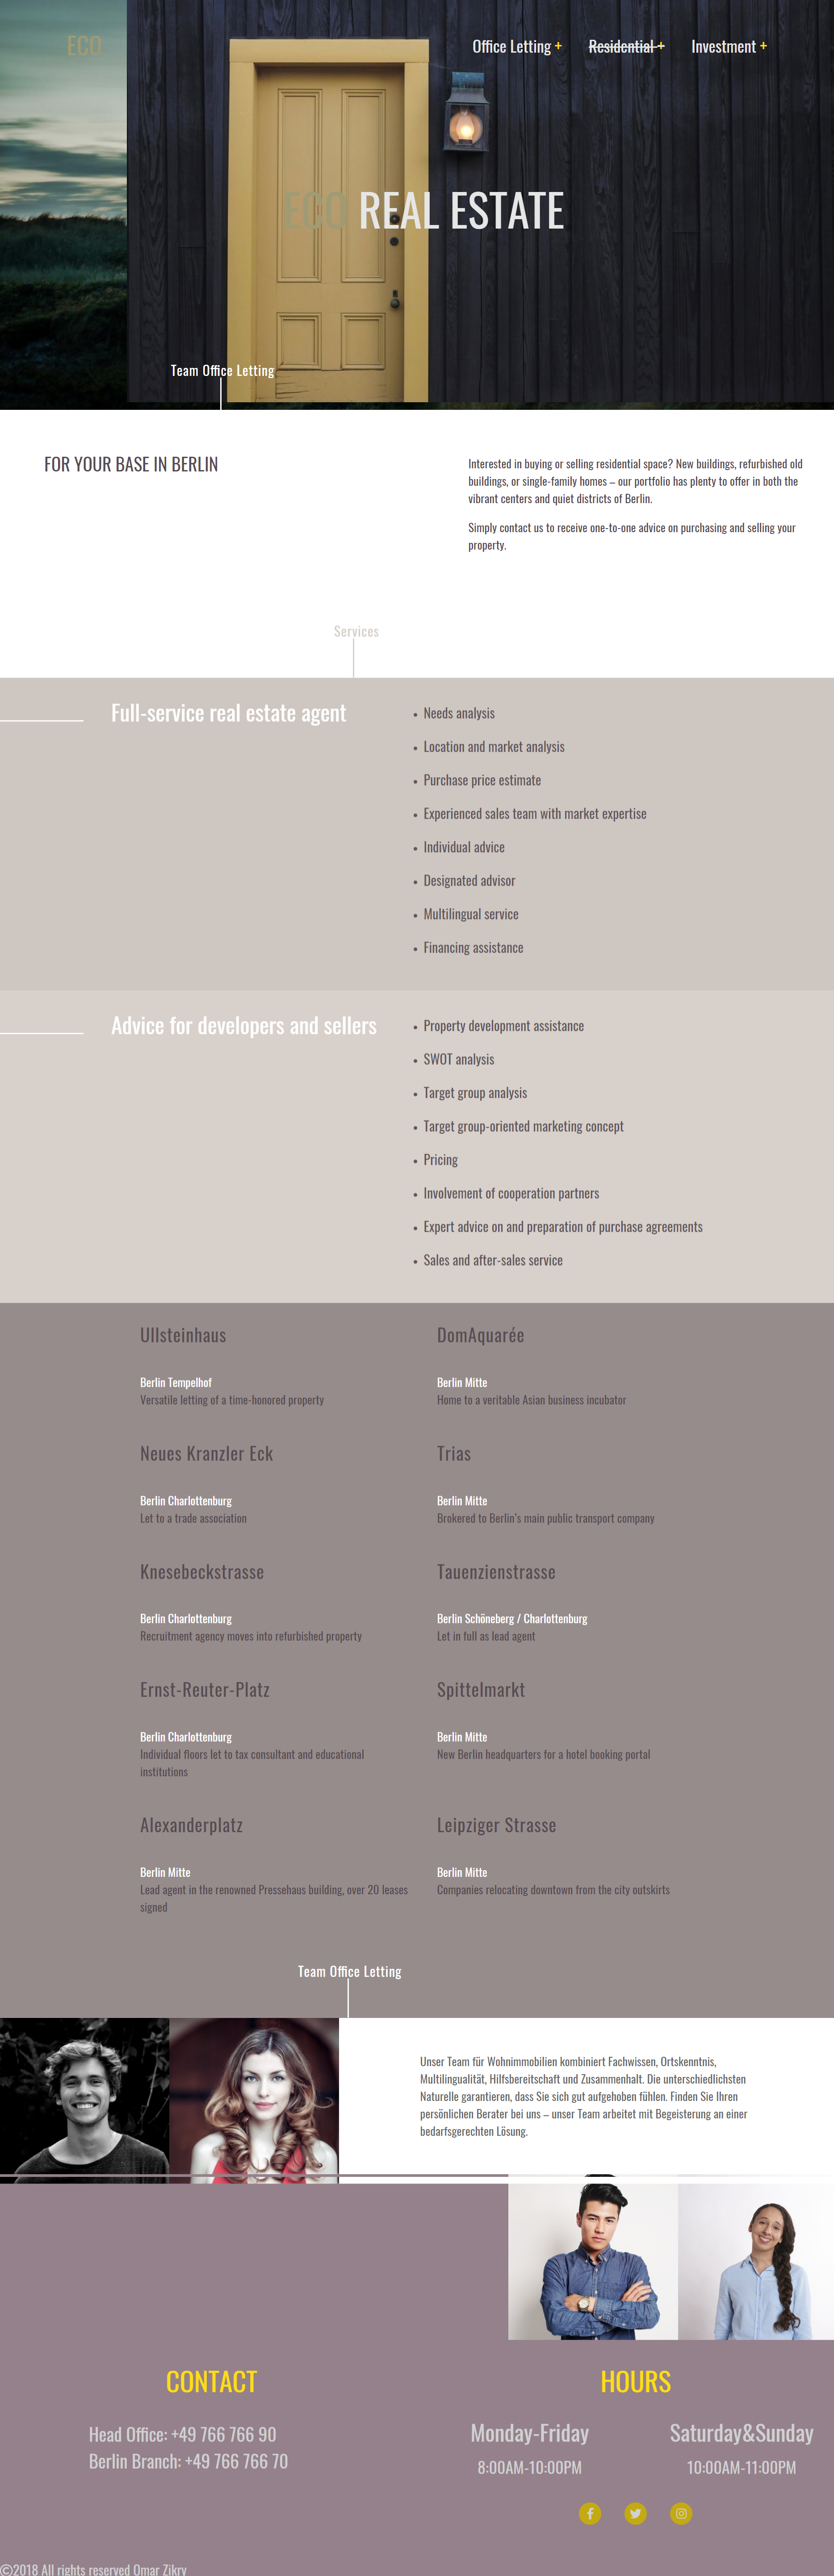 ECO
Office Letting +
Residential +
Investment +
ECO REAL ESTATE
Team Office Letting
FOR YOUR BASE IN BERLIN
Interested in buying or selling residential space? New buildings, refurbished old
buildings, or single-family homes – our portfolio has plenty to offer in both the
vibrant centers and quiet districts of Berlin.
Simply contact us to receive one-to-one advice on purchasing and selling your
property.
Services
Full-service real estate agent
• Needs analysis
• Location and market analysis
• Purchase price estimate
• Experienced sales team with market expertise
• Individual advice
• Designated advisor
• Multilingual service
• Financing assistance
Advice for developers and sellers
• Property development assistance
• SWOT analysis
• Target group analysis
• Target group-oriented marketing concept
• Pricing
• Involvement of cooperation partners
• Expert advice on and preparation of purchase agreements
• Sales and after-sales service
Ullsteinhaus
Berlin Tempelhof
Versatile letting of a time-honored property
DomAquarée
Berlin Mitte
Home to a veritable Asian business incubator
Neues Kranzler Eck
Berlin Charlottenburg
Let to a trade association
Trias
Berlin Mitte
Brokered to Berlin's main public transport company
Knesebeckstrasse
Berlin Charlottenburg
Recruitment agency moves into refurbished property
Tauenzienstrasse
Berlin Schöneberg / Charlottenburg
Let in full as lead agent
Ernst-Reuter-Platz
Berlin Charlottenburg
Individual floors let to tax consultant and educational
institutions
Spittelmarkt
Berlin Mitte
New Berlin headquarters for a hotel booking portal
Alexanderplatz
Berlin Mitte
Lead agent in the renowned Pressehaus building, over 20 leases
signed
Leipziger Strasse
Berlin Mitte
Companies relocating downtown from the city outskirts
Team Office Letting
Unser Team für Wohnimmobilien kombiniert Fachwissen, Ortskenntnis,
Multilingualität, Hilfsbereitschaft und Zusammenhalt. Die unterschiedlichsten
Naturelle garantieren, dass Sie sich gut aufgehoben fühlen. Finden Sie Ihren
persönlichen Berater bei uns – unser Team arbeitet mit Begeisterung an einer
bedarfsgerechten Lösung.
CONTACT
Head Office: +49 766 766 90
Berlin Branch: +49 766 766 70
HOURS
Monday-Friday
8:00AM-10:00PM
Saturday&Sunday
10:00AM-11:00PM
©2018 All rights reserved Omar Zikry